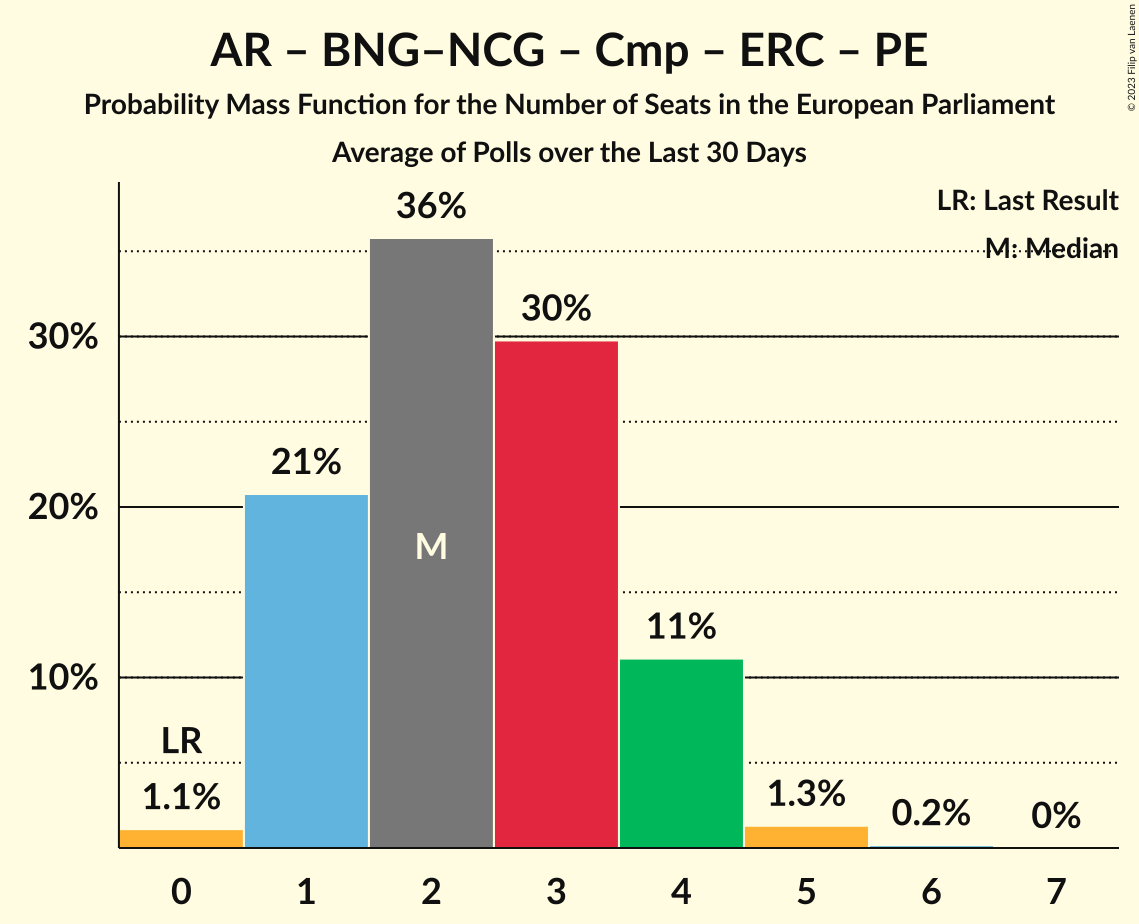 AR – BNG–NCG – Cmp – ERC – PE
Probability Mass Function for the Number of Seats in the European Parliament
Average of Polls over the Last 30 Days
© 2023 Filip van Laenen
LR: Last Result
M: Median
36%
30%
30%
21%
20%
M
11%
10%
LR
1.1%
1.3%
0.2%
0%
0 1 2 3 4 5 6 7